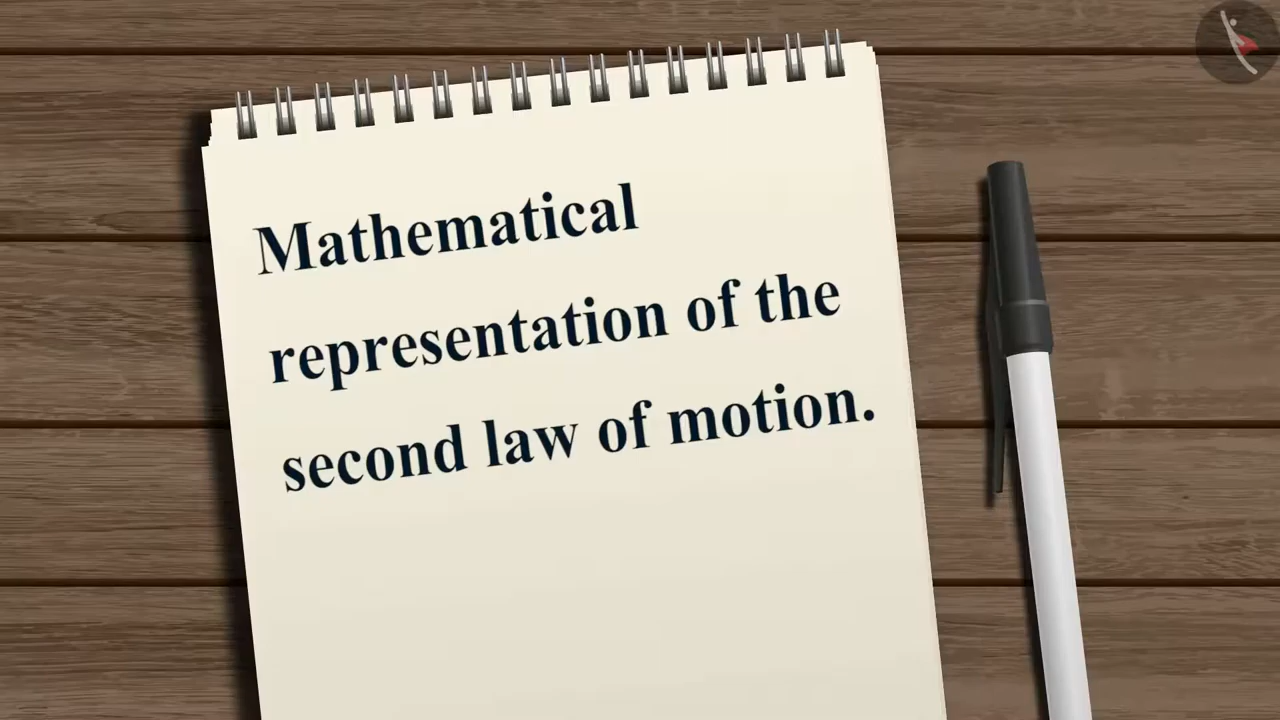 Mathematical
representation of the
second law of motion.